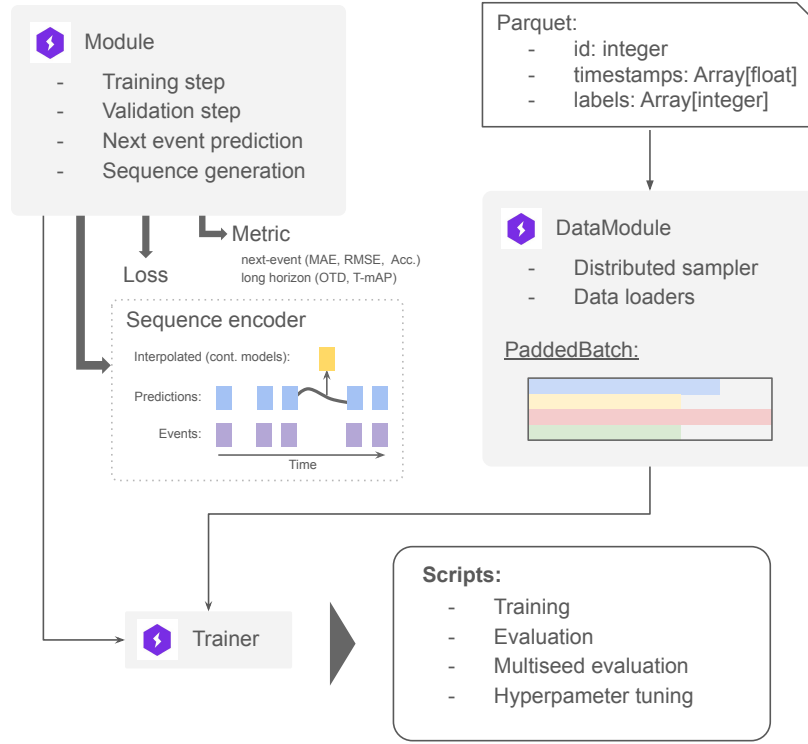 Module
- Training step
- Validation step
- Next event prediction
- Sequence generation
Parquet:
- id: integer
- timestamps: Array[float]
- labels: Array[integer]
Metric
next-event (MAE, RMSE, Acc.)
long horizon (OTD, T-mAP)
Loss
Sequence encoder
Interpolated (cont. models):
Predictions:
Events:
Time
DataModule
- Distributed sampler
- Data loaders
PaddedBatch:
Trainer
Scripts:
- Training
- Evaluation
- Multiseed evaluation
- Hyperpameter tuning